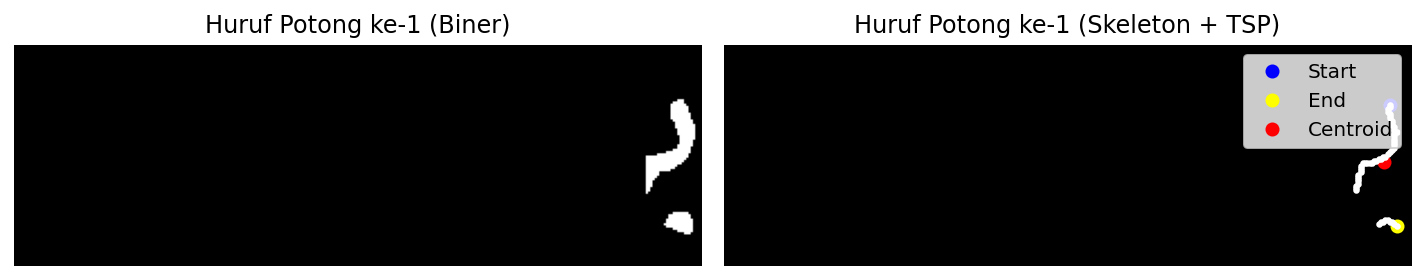 Huruf Potong ke-1 (Biner)
Huruf Potong ke-1 (Skeleton + TSP)
Start
End
Centroid